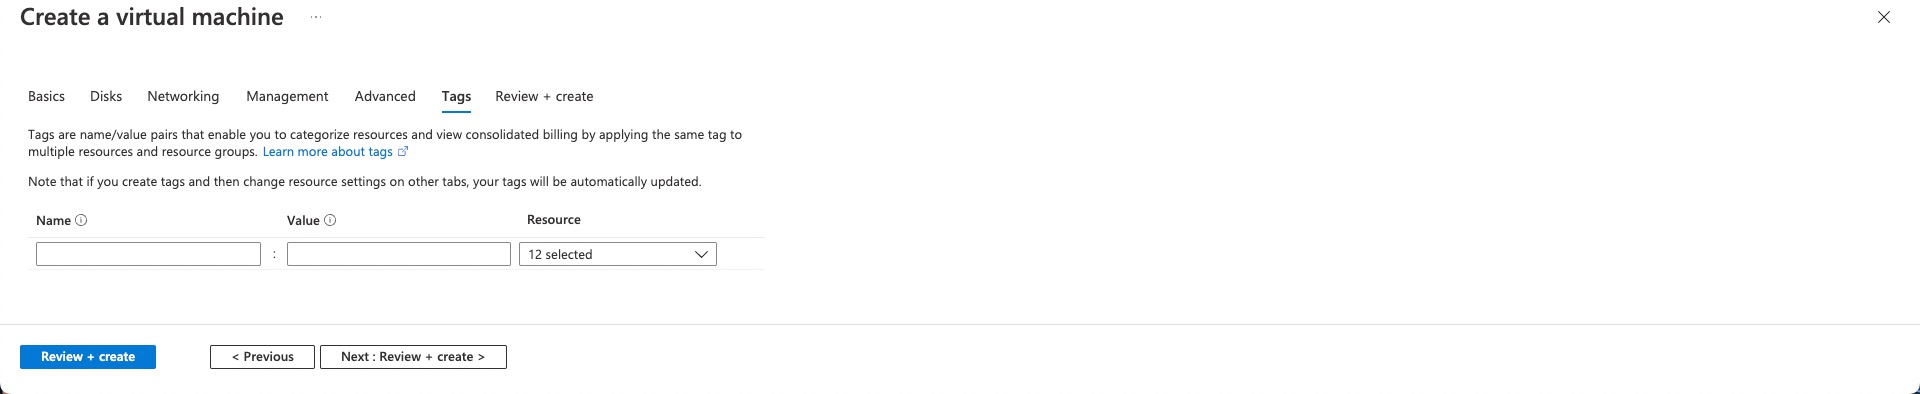 Create a virtual machine ...
Basics Disks Networking Management Advanced Tags Review + create
Tags are name/value pairs that enable you to categorize resources and view consolidated billing by applying the same tag to
multiple resources and resource groups. Learn more about tags
Note that if you create tags and then change resource settings on other tabs, your tags will be automatically updated.
Name Value Resource
: 12 selected
Review + create < Previous Next : Review + create >